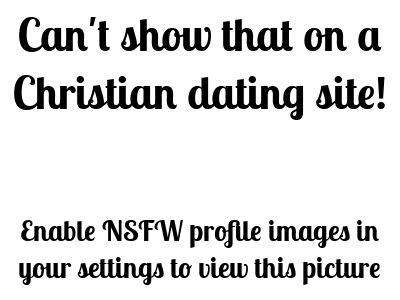 Can't show that on a
Christian dating site!
Enable NSFW profile images in
your settings to view this picture